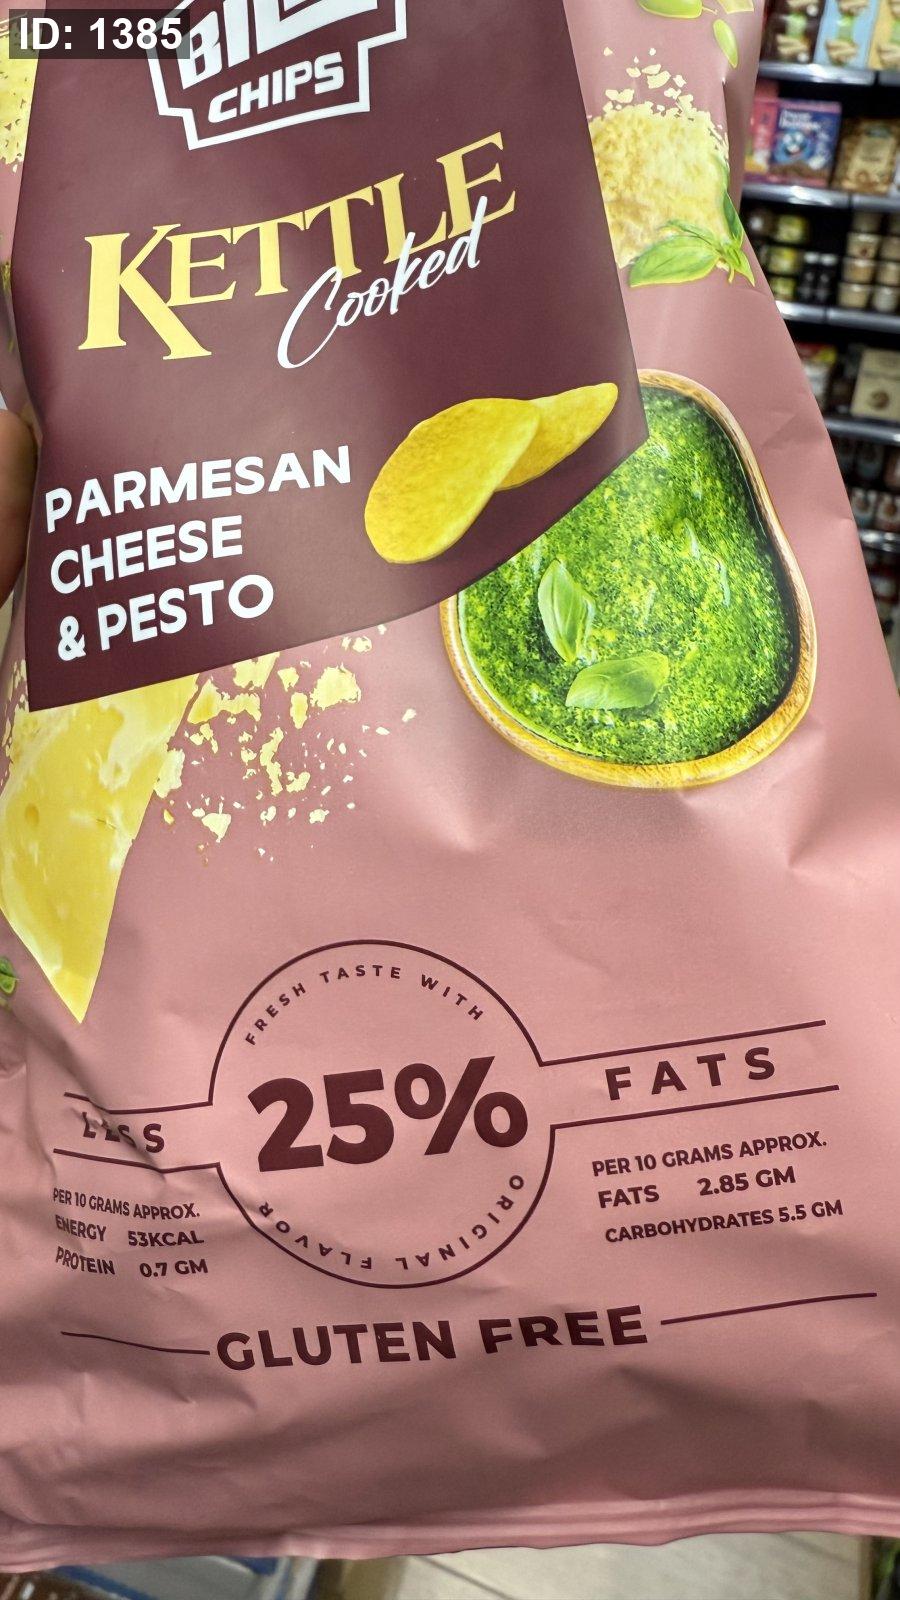 ID: 1385
CHIPS
KETTLE
Cooked
PARMESAN
CHEESE
& PESTO
FRESH TASTE WITH
LESS 25% FATS
ORIGINAL FLAVOR
PER 10 GRAMS APPROX.
ENERGY 53KCAL
PROTEIN 0.7 GM
PER 10 GRAMS APPROX.
FATS 2.85 GM
CARBOHYDRATES 5.5 GM
GLUTEN FREE